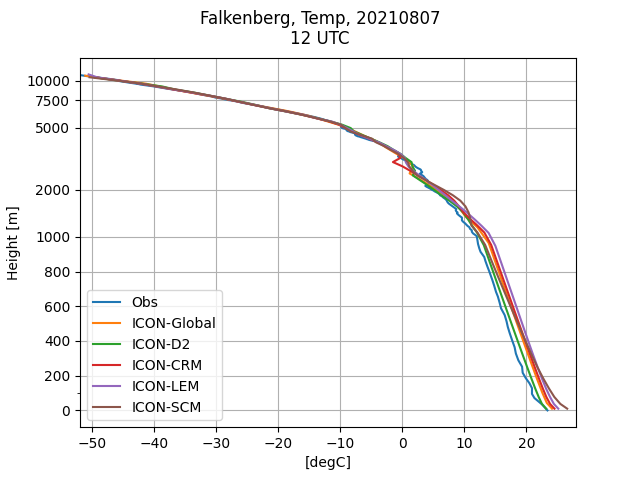 Falkenberg, Temp, 20210807
12 UTC
Height [m]
10000
7500
5000
2000
1000
800
600
400
200
0
Obs
ICON-Global
ICON-D2
ICON-CRM
ICON-LEM
ICON-SCM
−50 −40 −30 −20 −10 0 10 20
[degC]